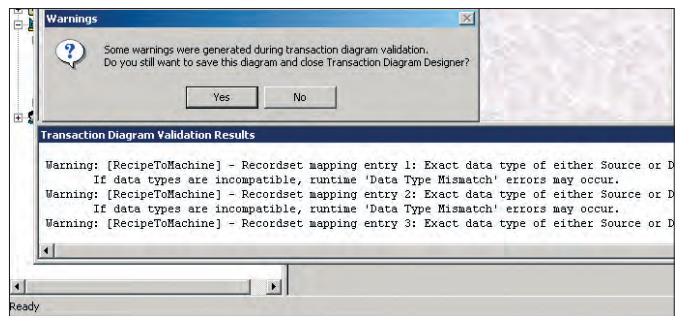 Warnings
Some warnings were generated during transaction diagram validation.
Do you still want to save this diagram and close Transaction Diagram Designer?
Yes No
Transaction Diagram Validation Results
Warning: [RecipeToMachine] - Recordset mapping entry 1: Exact data type of either Source or D
If data types are incompatible, runtime 'Data Type Mismatch' errors may occur.
Warning: [RecipeToMachine] - Recordset mapping entry 2: Exact data type of either Source or D
If data types are incompatible, runtime 'Data Type Mismatch' errors may occur.
Warning: [RecipeToMachine] - Recordset mapping entry 3: Exact data type of either Source or D
Ready